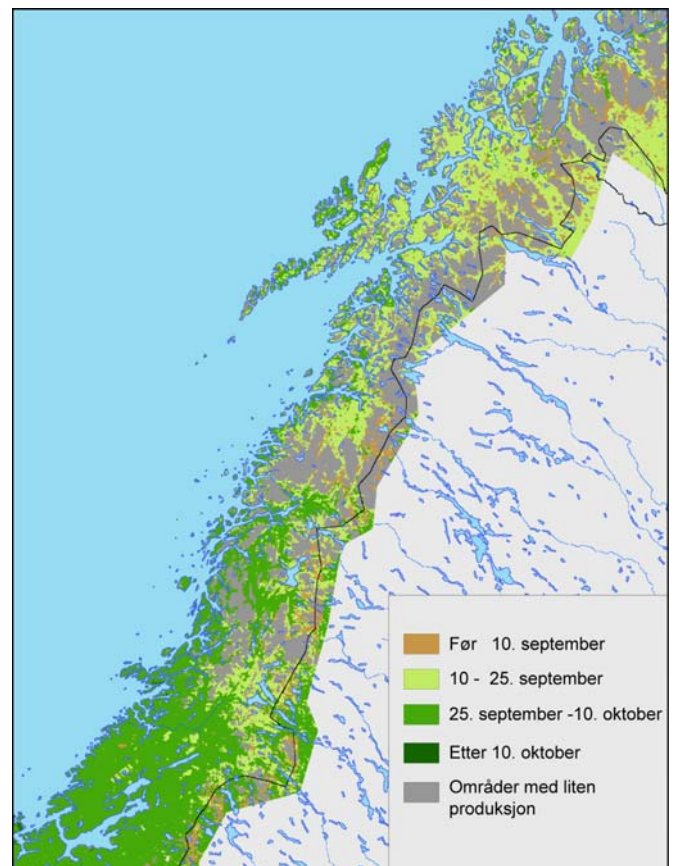 Før 10. september
10 - 25. september
25. september -10. oktober
Etter 10. oktober
Områder med liten
produksjon